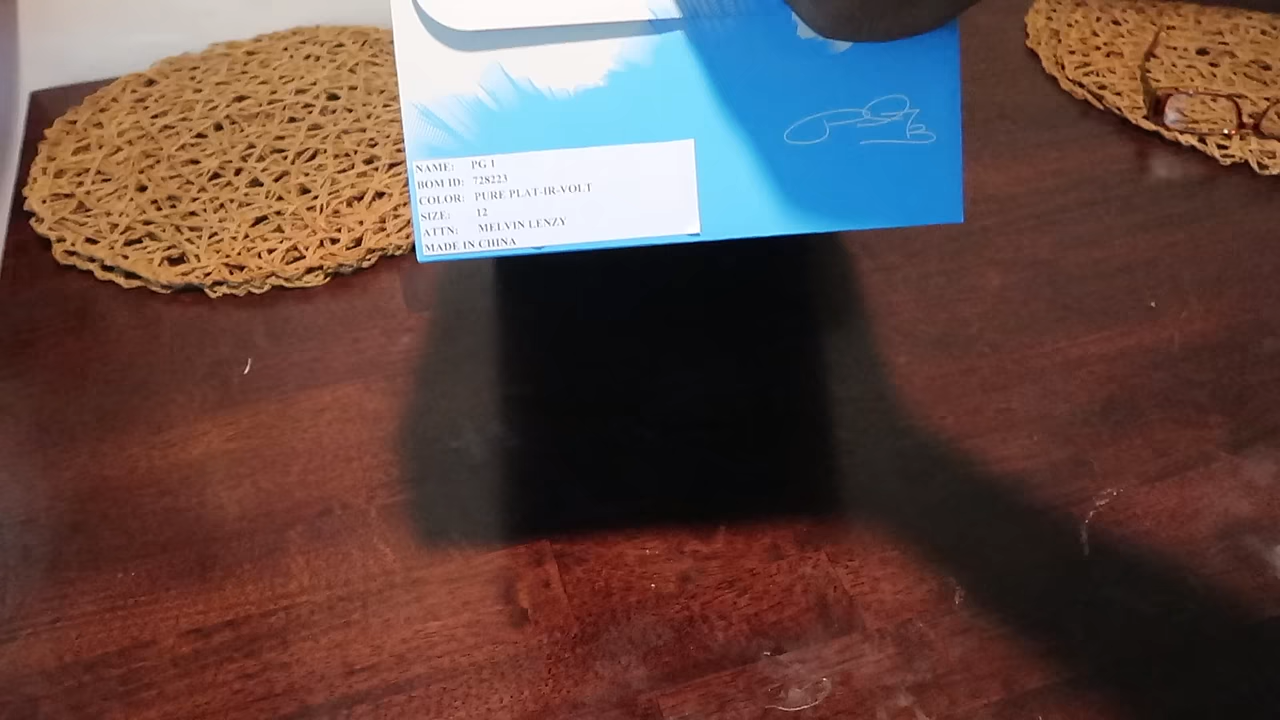 NAME: PG 1
BOM ID: 728223
COLOR: PURE PLAT-IR-VOLT
SIZE: 12
ATTN: MELVIN LENZY
MADE IN CHINA